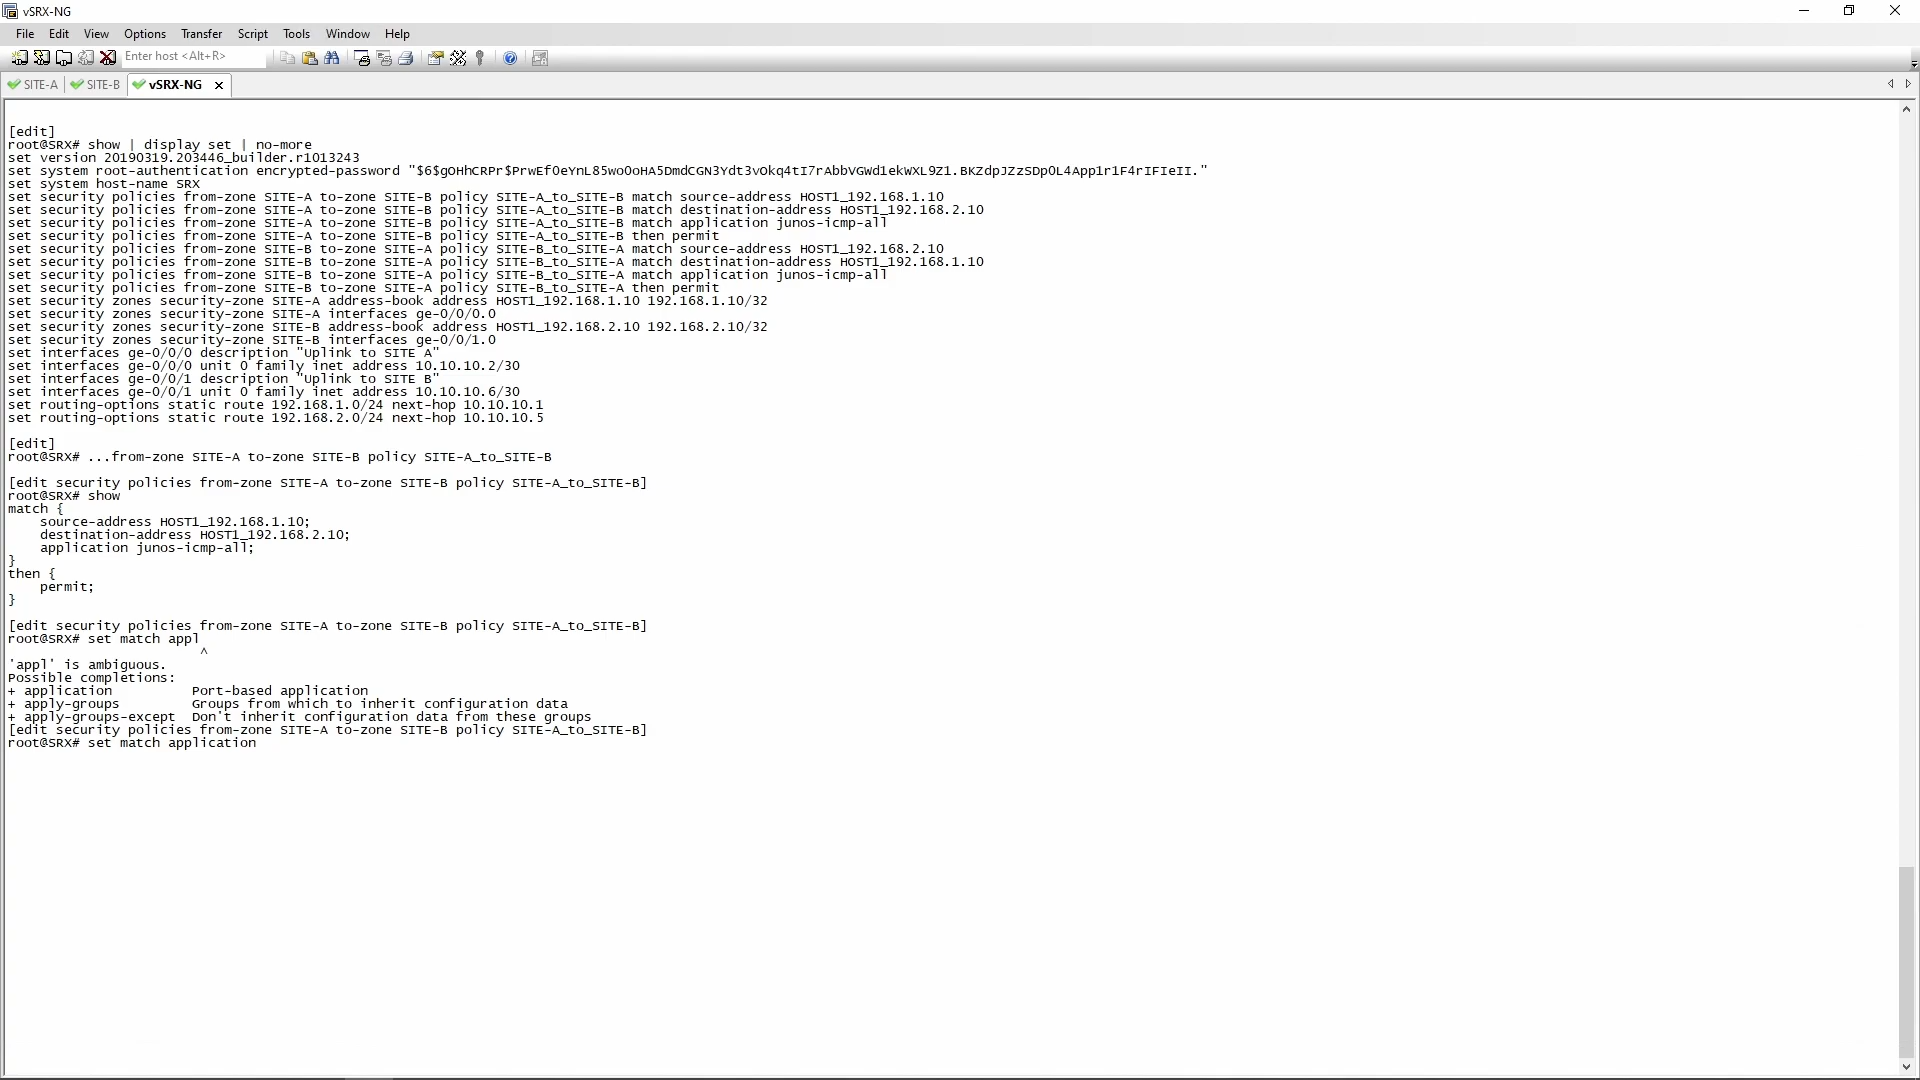 vSRX-NG
File Edit View Options Transfer Script Tools Window Help
Enter host <Alt+R>
SITE-A SITE-B vSRX-NG
[edit]
root@SRX# show | display set | no-more
set version 20190319.203446_builder.r1013243
set system root-authentication encrypted-password "$6$gOHhCRPr$PrwEf0eYnL85woOoHA5DmdCGN3Ydt3vOkq4tI7rAbbVGWd1ekWXL9Z1.BKZdpJZzSDp0L4App1r1F4rIFIeII."
set system host-name SRX
set security policies from-zone SITE-A to-zone SITE-B policy SITE-A_to_SITE-B match source-address HOST1_192.168.1.10
set security policies from-zone SITE-A to-zone SITE-B policy SITE-A_to_SITE-B match destination-address HOST1_192.168.2.10
set security policies from-zone SITE-A to-zone SITE-B policy SITE-A_to_SITE-B match application junos-icmp-all
set security policies from-zone SITE-A to-zone SITE-B policy SITE-A_to_SITE-B then permit
set security policies from-zone SITE-B to-zone SITE-A policy SITE-B_to_SITE-A match source-address HOST1_192.168.2.10
set security policies from-zone SITE-B to-zone SITE-A policy SITE-B_to_SITE-A match destination-address HOST1_192.168.1.10
set security policies from-zone SITE-B to-zone SITE-A policy SITE-B_to_SITE-A match application junos-icmp-all
set security policies from-zone SITE-B to-zone SITE-A policy SITE-B_to_SITE-A then permit
set security zones security-zone SITE-A address-book address HOST1_192.168.1.10 192.168.1.10/32
set security zones security-zone SITE-A interfaces ge-0/0/0.0
set security zones security-zone SITE-B address-book address HOST1_192.168.2.10 192.168.2.10/32
set security zones security-zone SITE-B interfaces ge-0/0/1.0
set interfaces ge-0/0/0 description "Uplink to SITE A"
set interfaces ge-0/0/0 unit 0 family inet address 10.10.10.2/30
set interfaces ge-0/0/1 description "Uplink to SITE B"
set interfaces ge-0/0/1 unit 0 family inet address 10.10.10.6/30
set routing-options static route 192.168.1.0/24 next-hop 10.10.10.1
set routing-options static route 192.168.2.0/24 next-hop 10.10.10.5
[edit]
root@SRX# ...from-zone SITE-A to-zone SITE-B policy SITE-A_to_SITE-B
[edit security policies from-zone SITE-A to-zone SITE-B policy SITE-A_to_SITE-B]
root@SRX# show
match {
source-address HOST1_192.168.1.10;
destination-address HOST1_192.168.2.10;
application junos-icmp-all;
}
then {
permit;
}
[edit security policies from-zone SITE-A to-zone SITE-B policy SITE-A_to_SITE-B]
root@SRX# set match appl
^
'appl' is ambiguous.
Possible completions:
+ application Port-based application
+ apply-groups Groups from which to inherit configuration data
+ apply-groups-except Don't inherit configuration data from these groups
[edit security policies from-zone SITE-A to-zone SITE-B policy SITE-A_to_SITE-B]
root@SRX# set match application